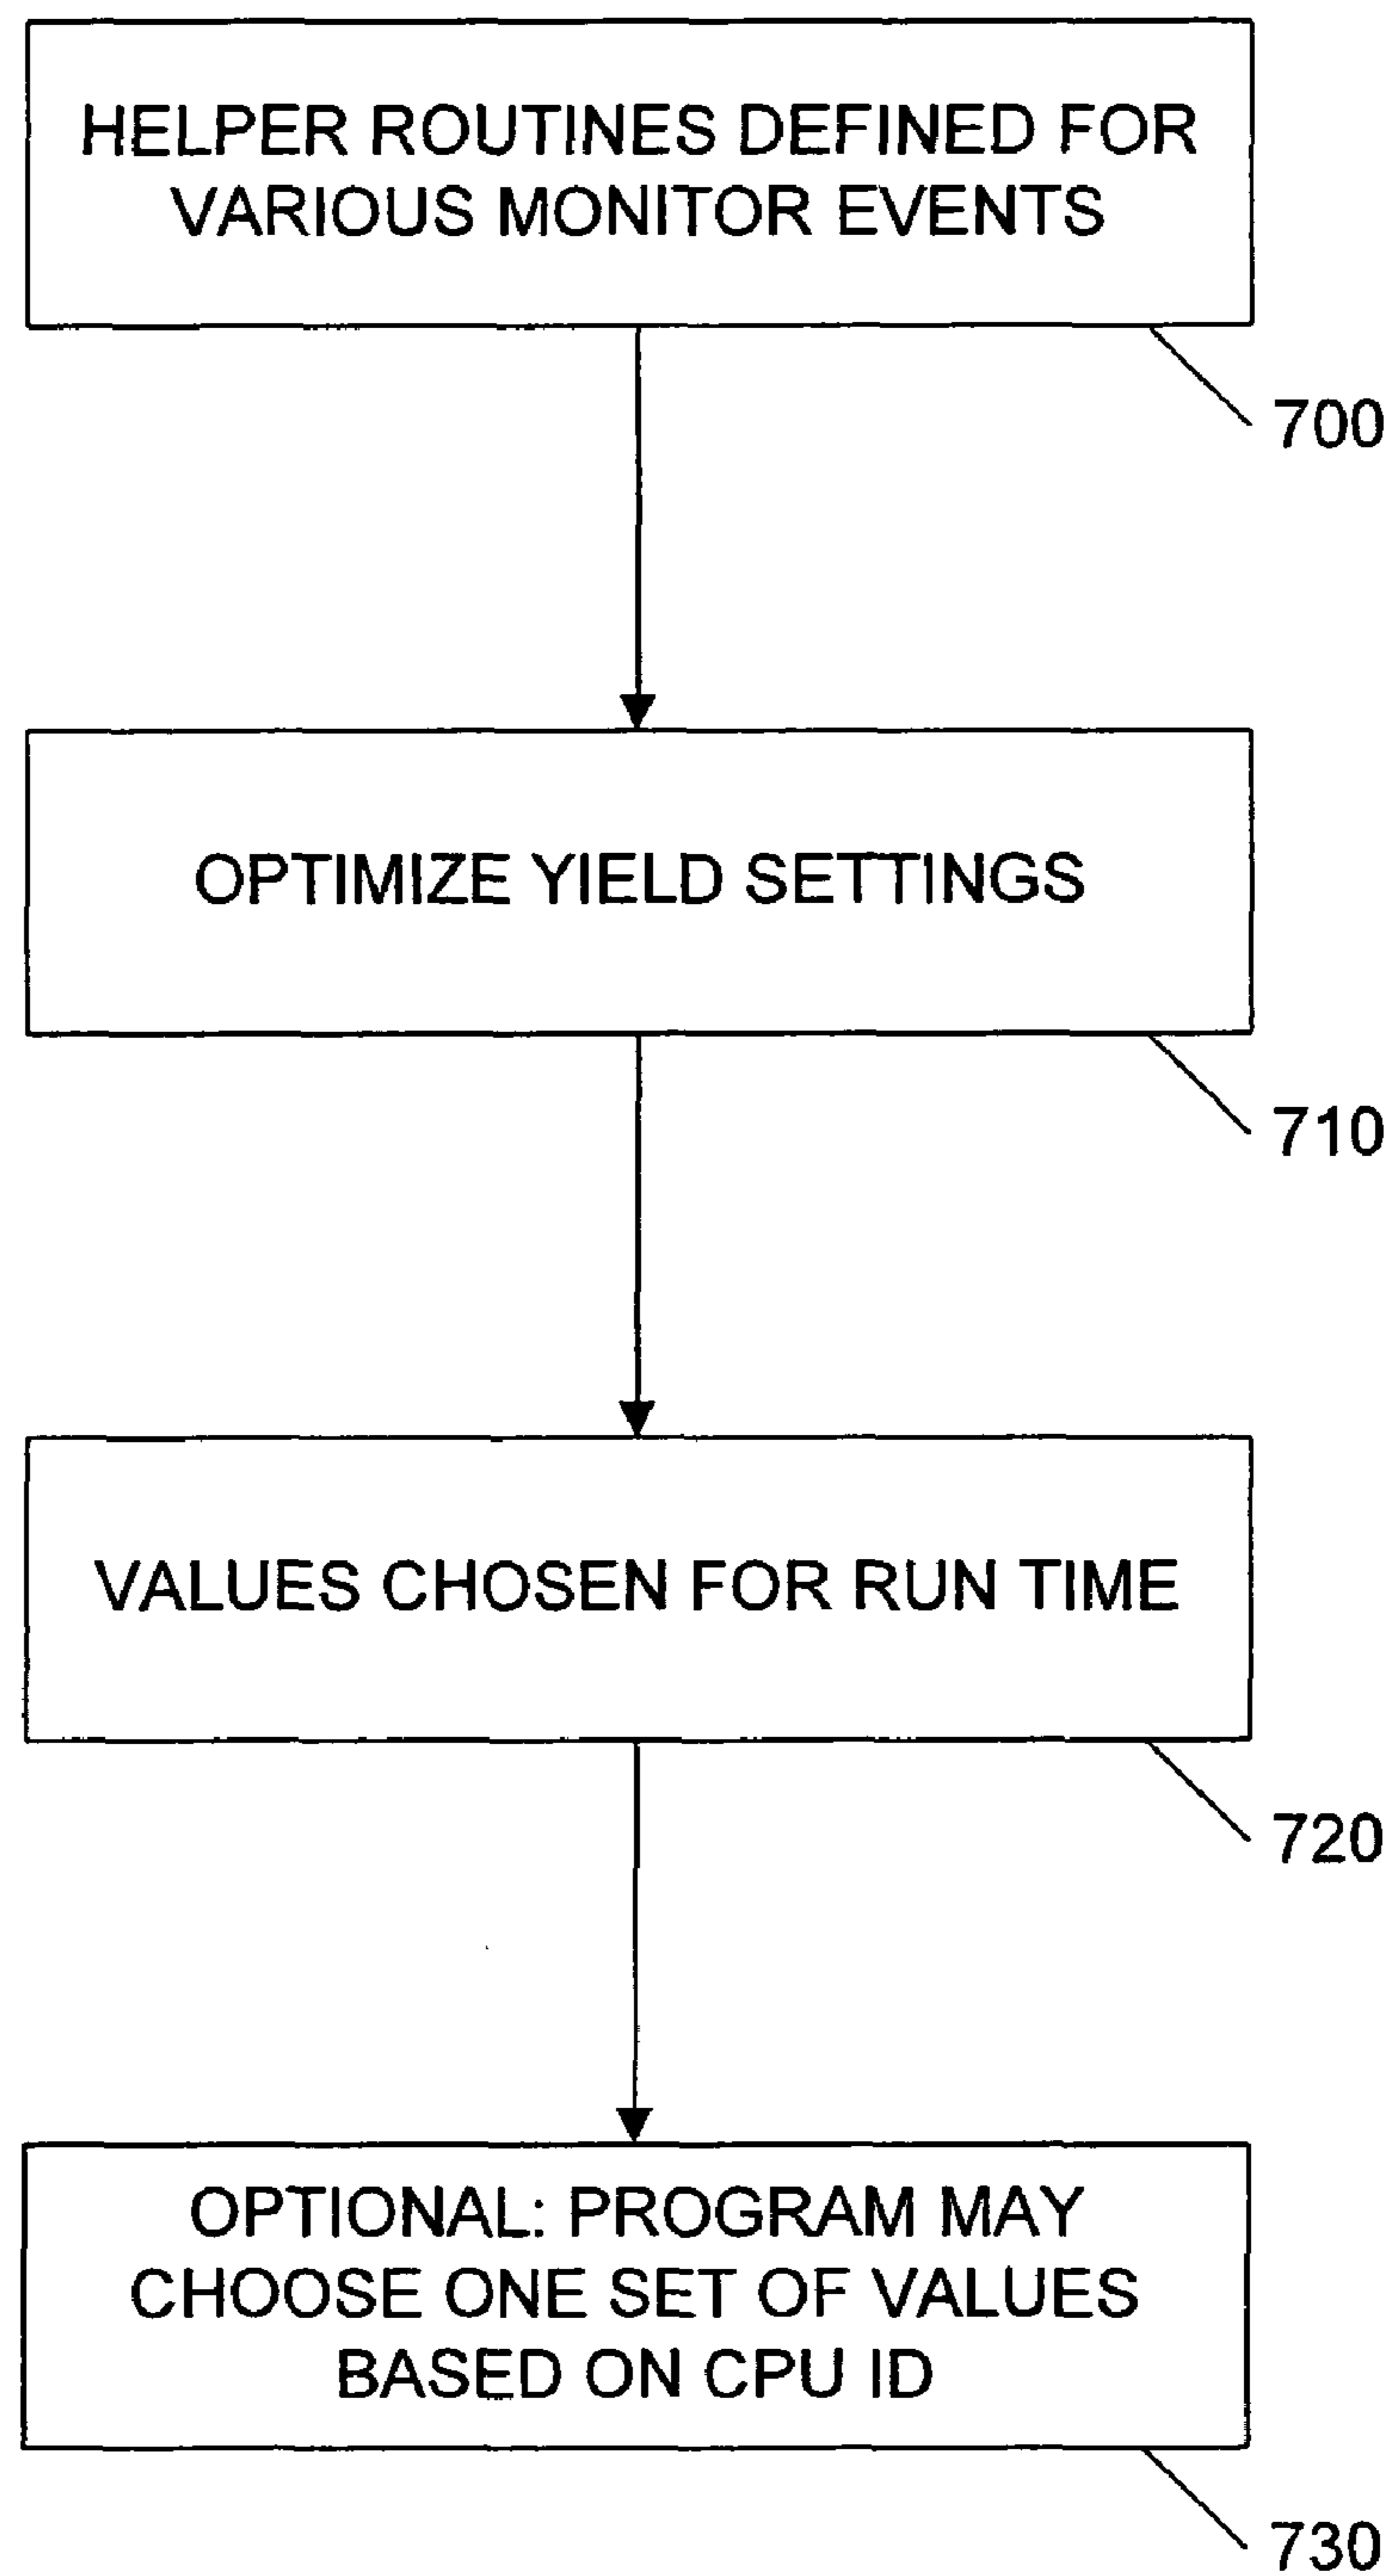 HELPER ROUTINES DEFINED FOR
VARIOUS MONITOR EVENTS
700
OPTIMIZE YIELD SETTINGS
710
VALUES CHOSEN FOR RUN TIME
720
OPTIONAL: PROGRAM MAY
CHOOSE ONE SET OF VALUES
BASED ON CPU ID
730